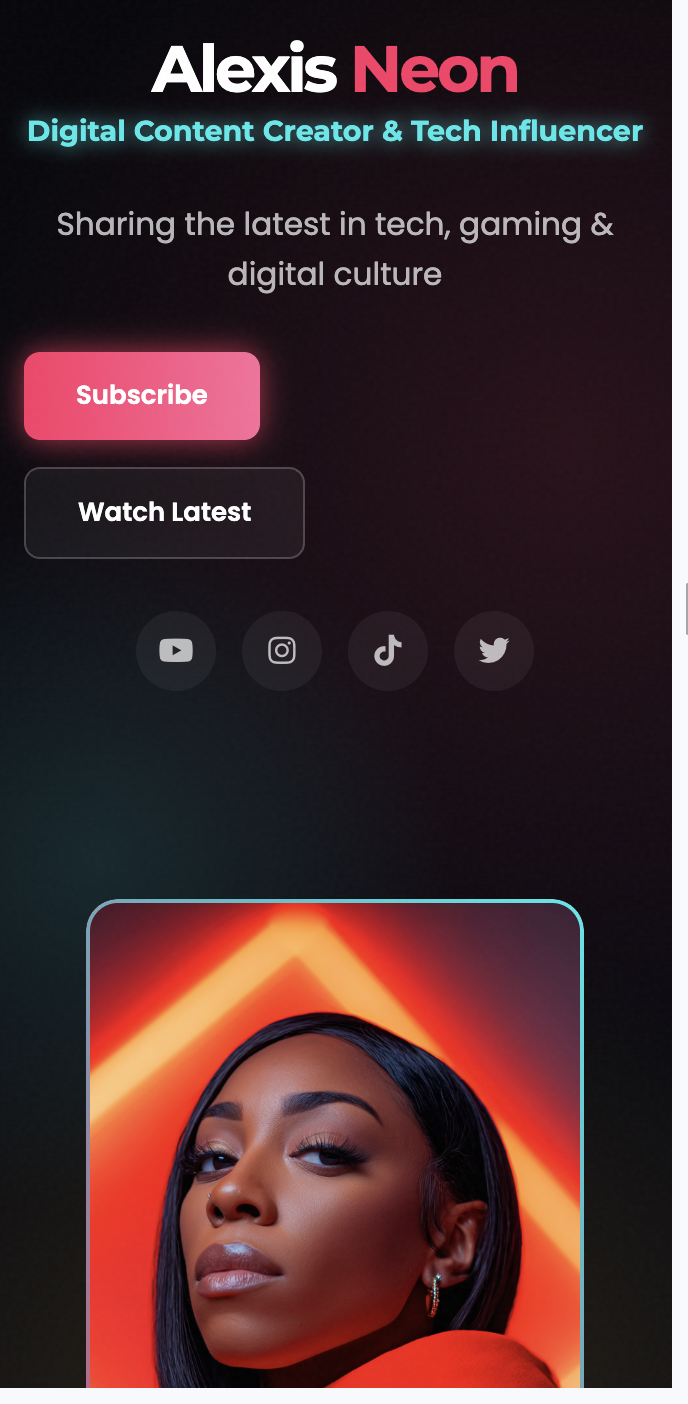 Alexis Neon
Digital Content Creator & Tech Influencer
Sharing the latest in tech, gaming &
digital culture
Subscribe
Watch Latest